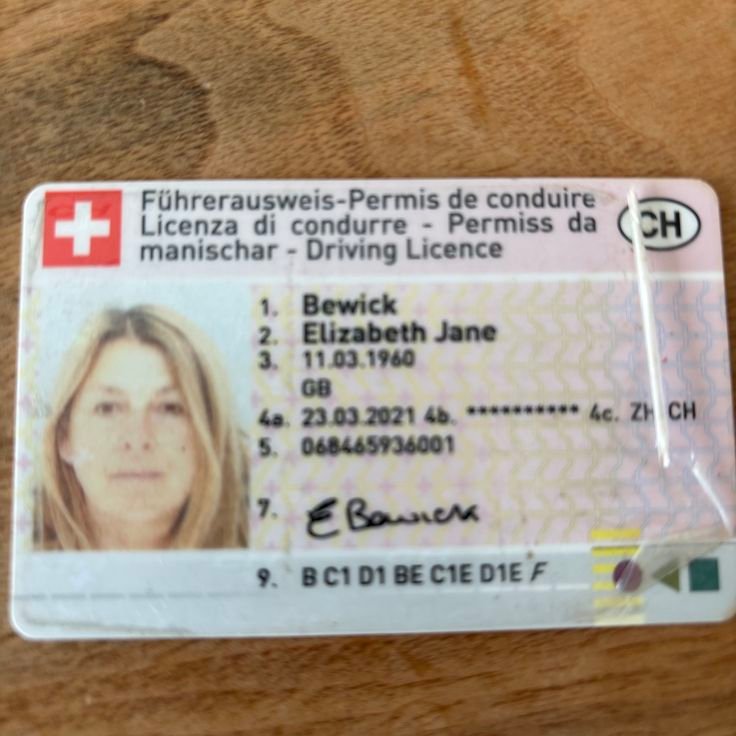 Führerausweis-Permis de conduire
Licenza di condurre - Permiss da
manischar - Driving Licence
CH
1. Bewick
2. Elizabeth Jane
3. 11.03.1960
GB
4a. 23.03.2021 4b. ********** 4c. ZH CH
5. 068465936001
7. E Bewick
9. B C1 D1 BE C1E D1E F